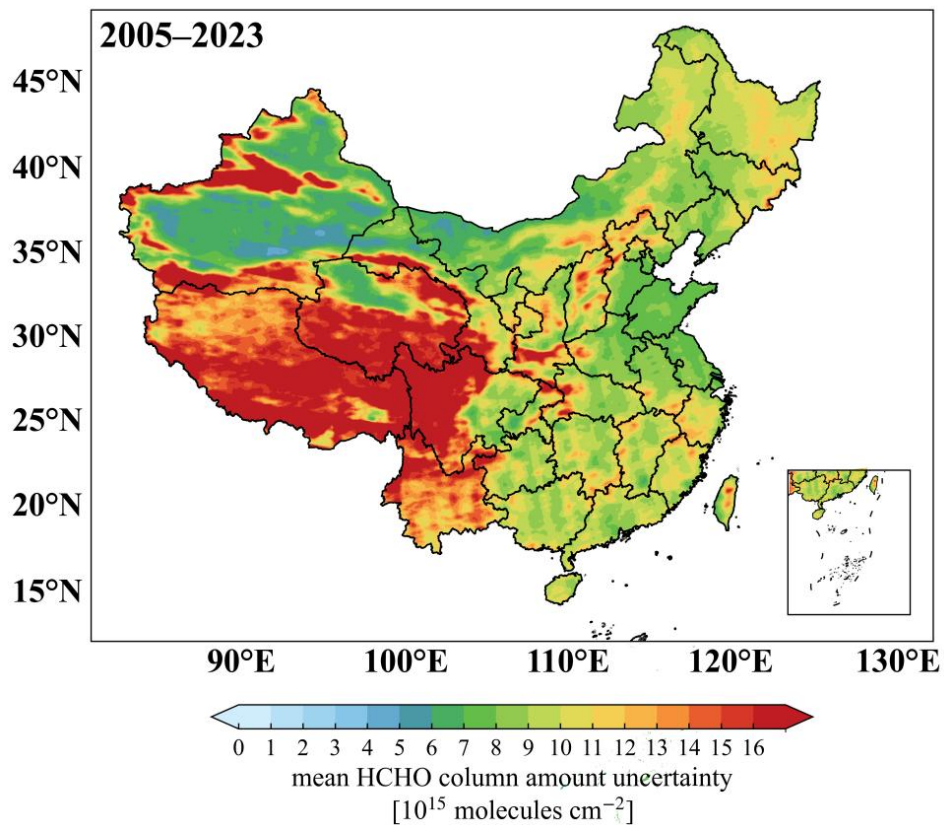 2005–2023
45°N
40°N
35°N
30°N
25°N
20°N
15°N
90°E 100°E 110°E 120°E 130°E
0 1 2 3 4 5 6 7 8 9 10 11 12 13 14 15 16
mean HCHO column amount uncertainty
[10¹⁵ molecules cm⁻²]